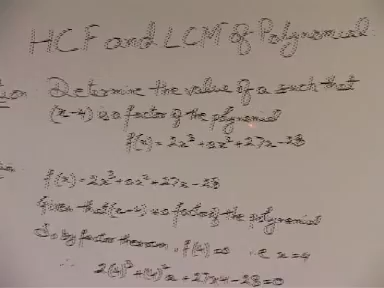 HCF and LCM of Polynomial
Determine the value of a such that
(x-4) is a factor of the polynomial
f(x) = 2x³+ax²+27x-28
f(x) = 2x³+ax²+27x-28
Given that (x-4) is a factor of the polynomial
So, by factor theorem, f(4)=0 i.e x=4
∴ 2(4)³+(4)²a+27x4-28=0